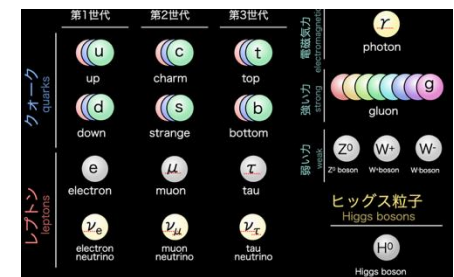 第1世代 第2世代 第3世代
クォーク
quarks
u c t
up charm top
d s b
down strange bottom
レプトン
leptons
e μ τ
electron muon tau
νe νμ ντ
electron neutrino
muon neutrino
tau neutrino
電磁気力
electromagnetic
γ
photon
強い力
strong
g
gluon
弱い力
weak
Z⁰ W⁺ W⁻
Z⁰ boson W⁺boson W⁻boson
ヒッグス粒子
Higgs bosons
H⁰
Higgs boson